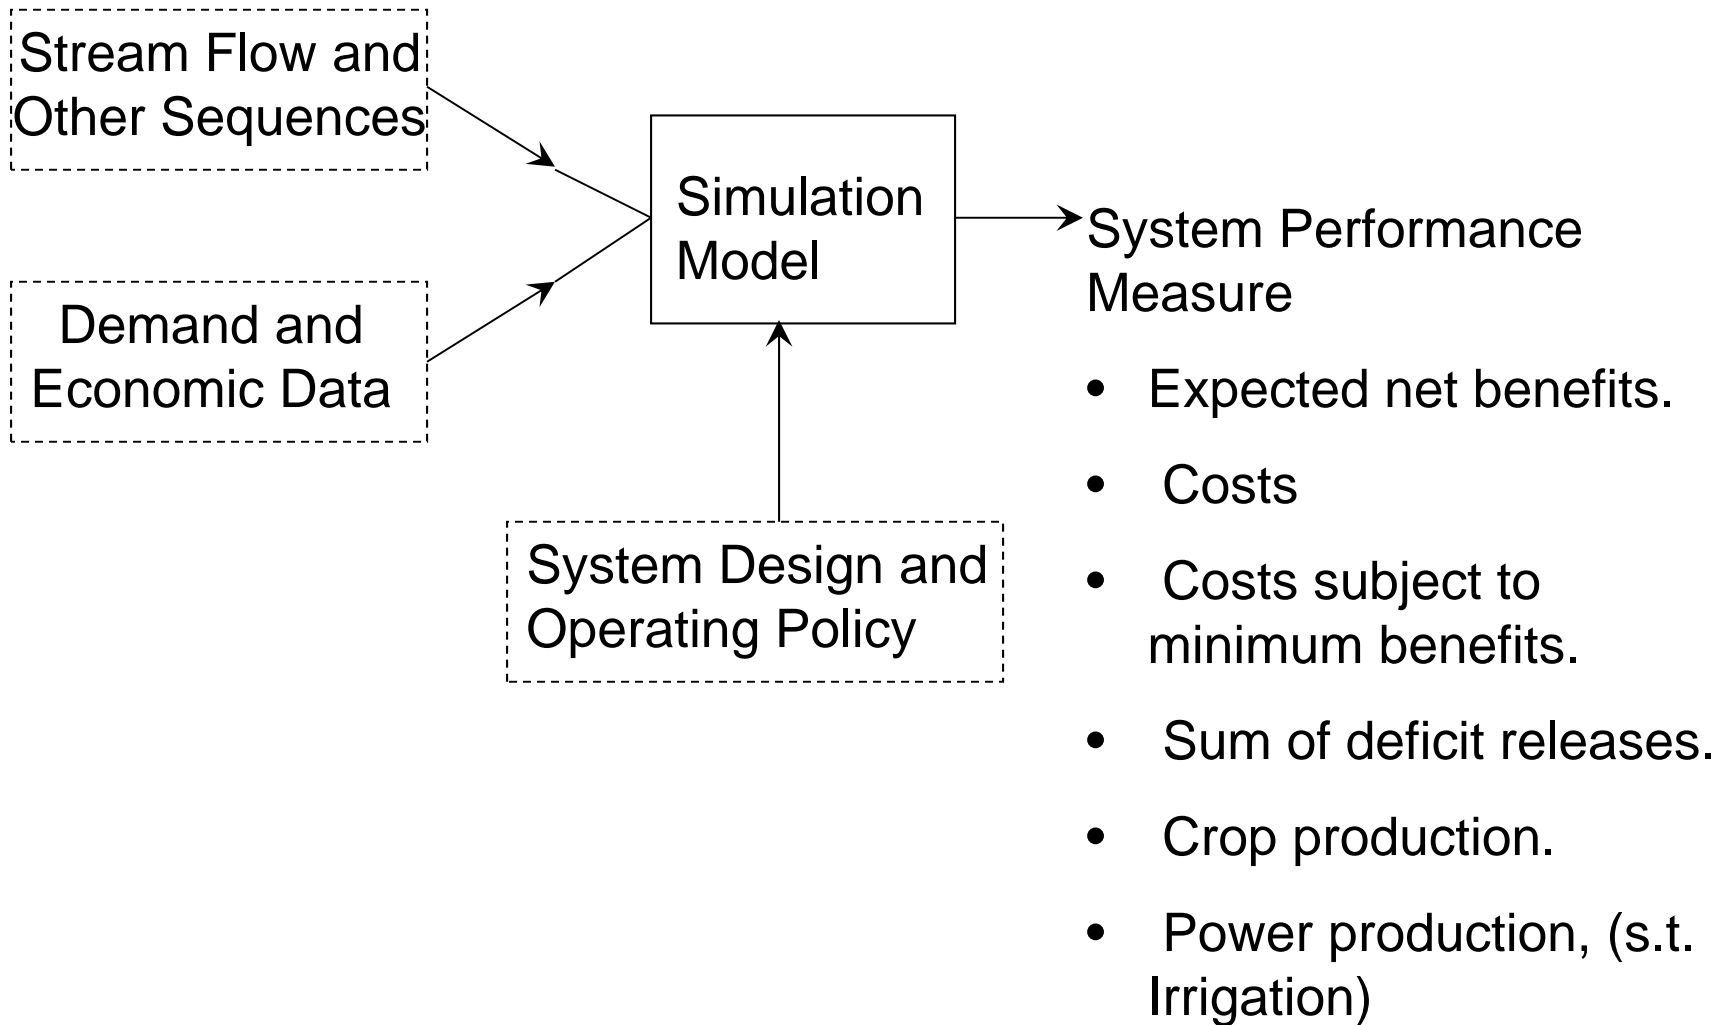 Stream Flow and
Other Sequences
Demand and
Economic Data
Simulation
Model
System Design and
Operating Policy
System Performance
Measure
• Expected net benefits.
• Costs
• Costs subject to
minimum benefits.
• Sum of deficit releases.
• Crop production.
• Power production, (s.t.
Irrigation)